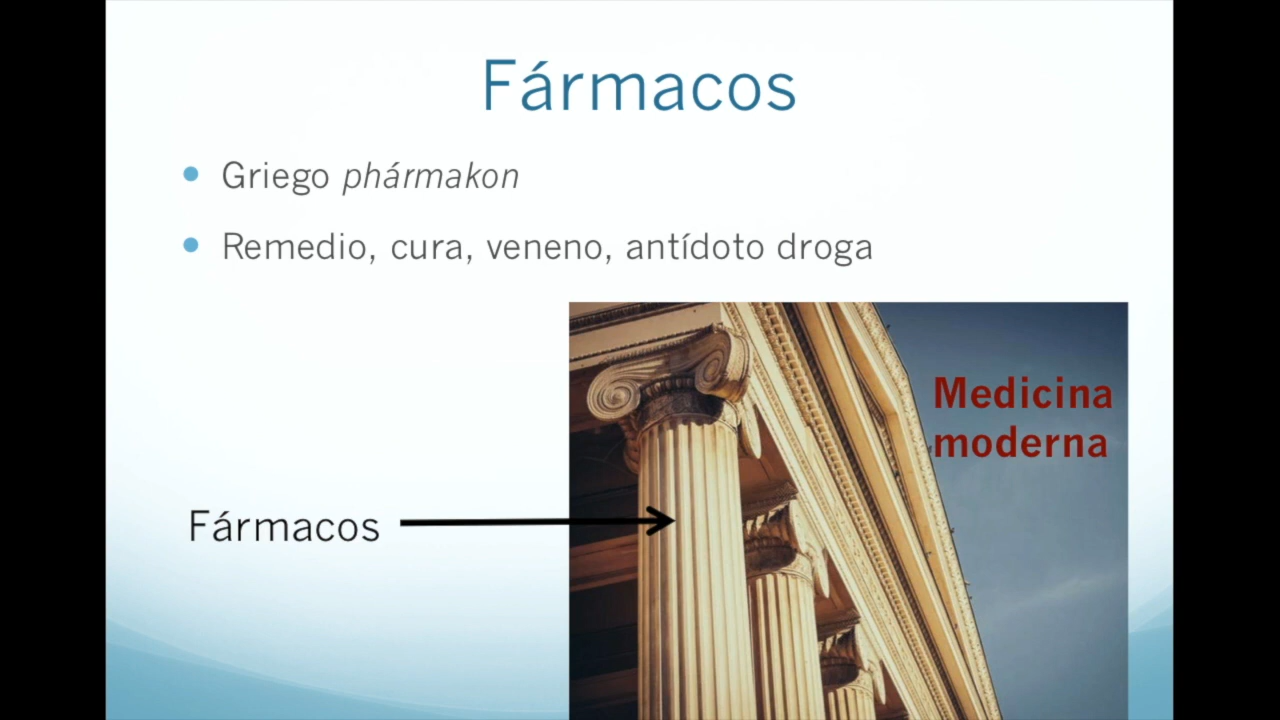 Fármacos
Griego phármakon
Remedio, cura, veneno, antídoto droga
Medicina
moderna
Fármacos